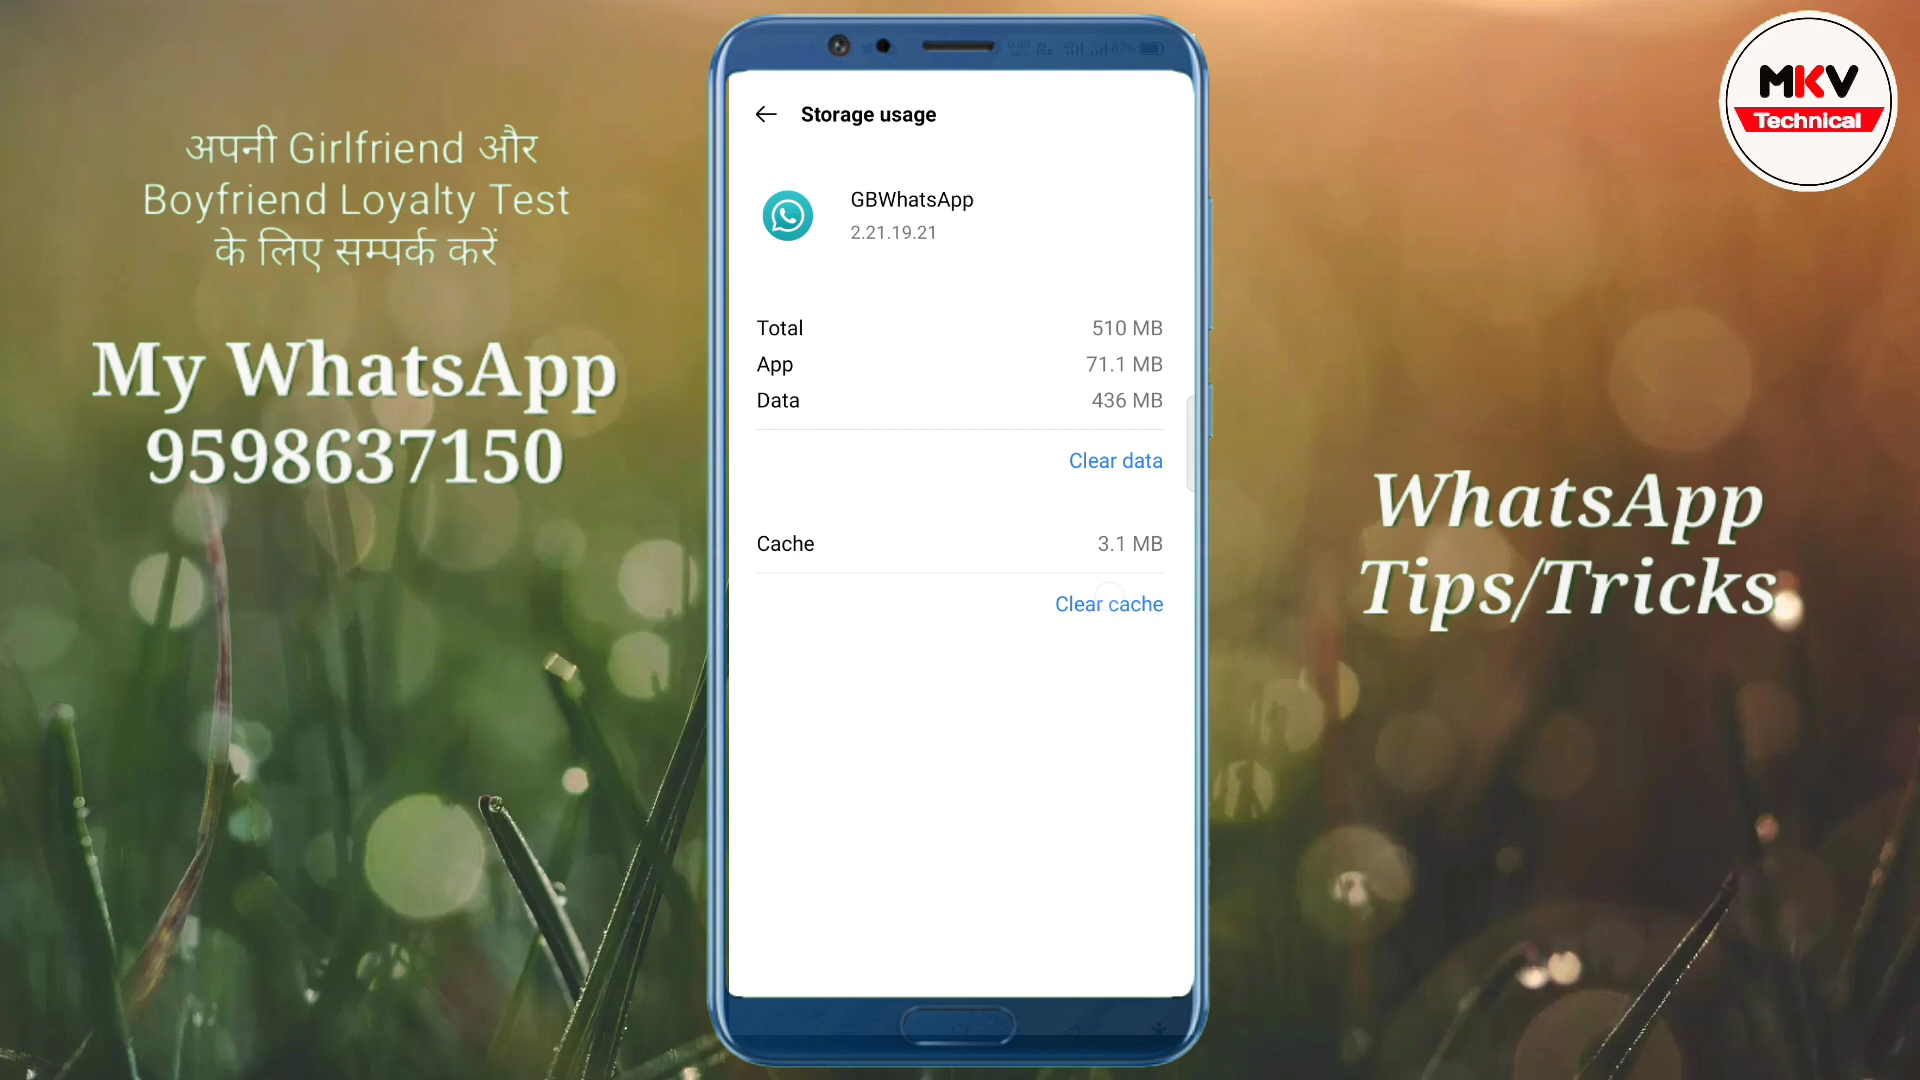 अपनी Girlfriend और
Boyfriend Loyalty Test
के लिए सम्पर्क करें
My WhatsApp
9598637150
Storage usage
GBWhatsApp
2.21.19.21
Total 510 MB
App 71.1 MB
Data 436 MB
Clear data
Cache 3.1 MB
Clear cache
MKV
Technical
WhatsApp
Tips/Tricks
87%